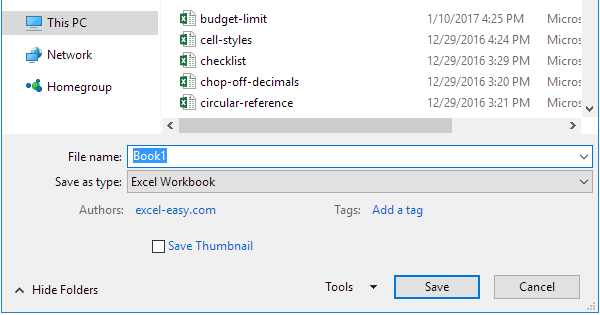 This PC
Network
Homegroup
budget-limit 1/10/2017 4:25 PM Micros
cell-styles 12/29/2016 4:24 PM Micros
checklist 12/29/2016 3:29 PM Micros
chop-off-decimals 12/29/2016 3:20 PM Micros
circular-reference 12/29/2016 3:21 PM Micros
File name: Book1
Save as type: Excel Workbook
Authors: excel-easy.com Tags: Add a tag
Save Thumbnail
Hide Folders Tools Save Cancel